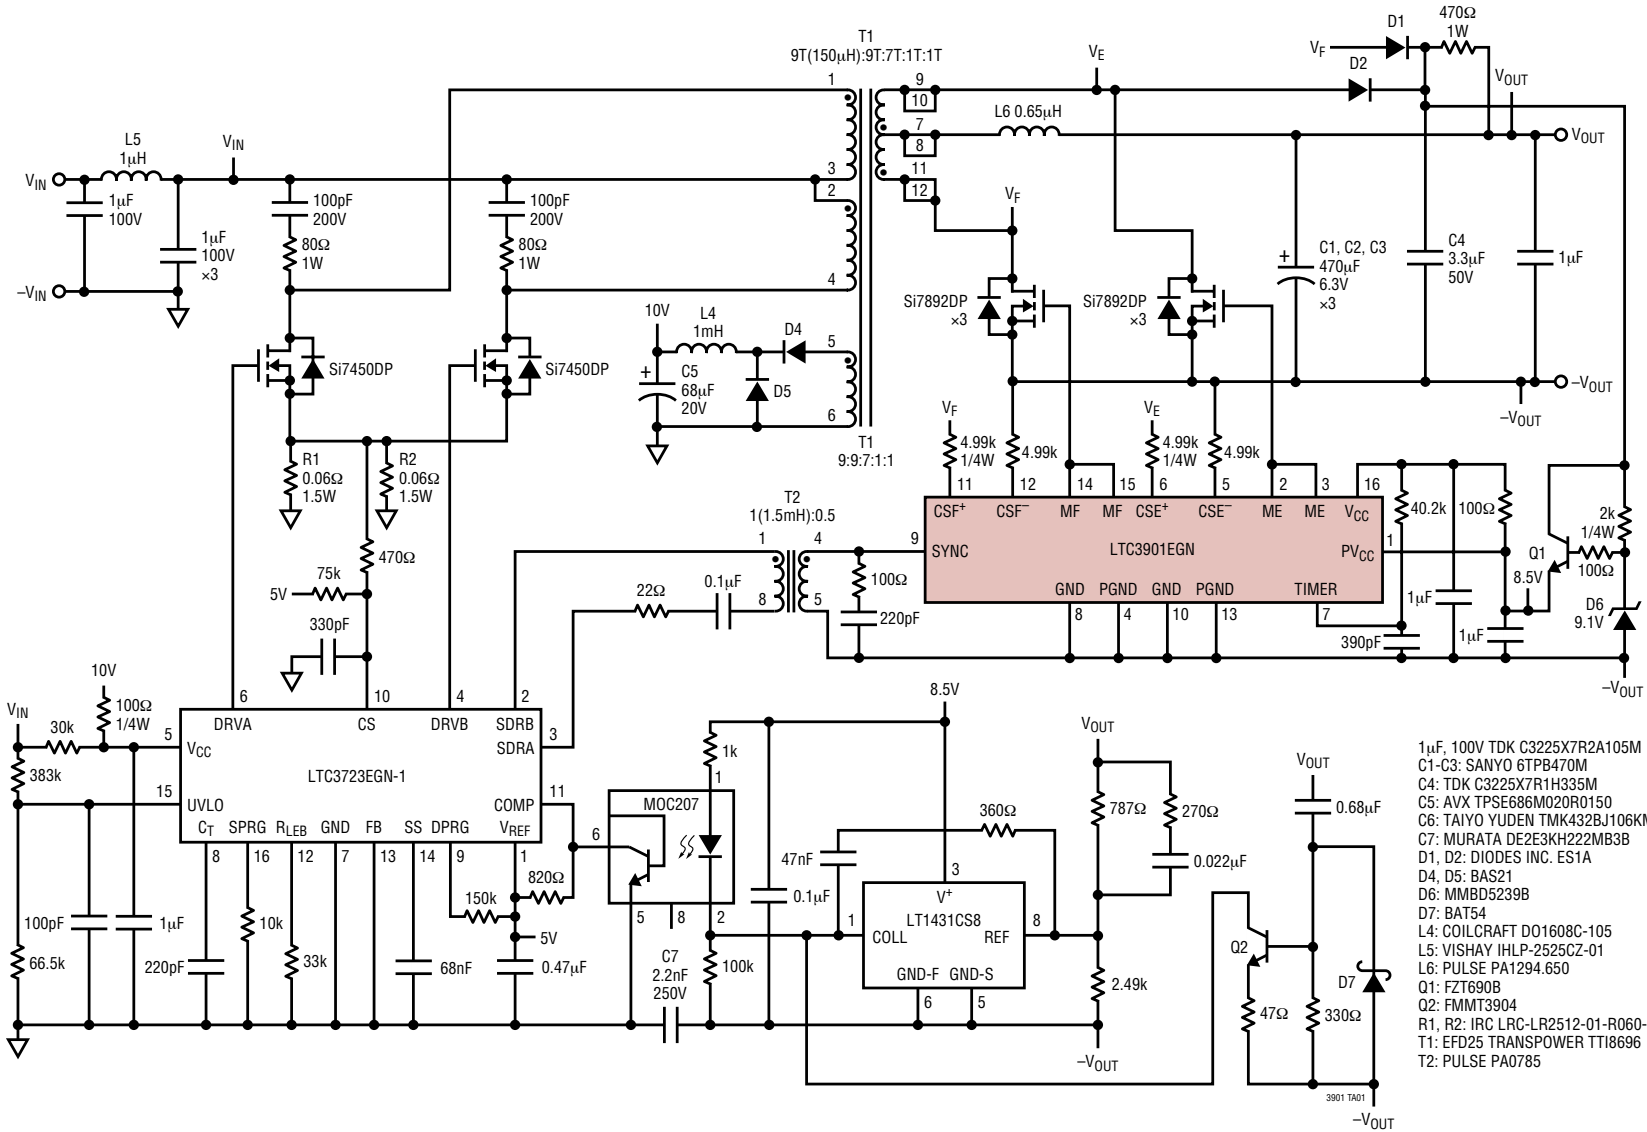 T1
9T(150µH):9T:7T:1T:1T
1
3
2
4
5
6
T1
9:9:7:1:1
9
10
7
8
11
12
L6 0.65µH
VE
VF
D1
D2
470Ω
1W
VOUT
VOUT
L5
1µH
VIN
VIN
–VIN
1µF
100V
1µF
100V
×3
100pF
200V
80Ω
1W
100pF
200V
80Ω
1W
Si7450DP
Si7450DP
10V
L4
1mH
D4
+
C5
68µF
20V
D5
VF
Si7892DP
×3
Si7892DP
×3
+
C1, C2, C3
470µF
6.3V
×3
C4
3.3µF
50V
1µF
–VOUT
–VOUT
R1
0.06Ω
1.5W
R2
0.06Ω
1.5W
470Ω
75k
5V
330pF
VF
4.99k
1/4W
4.99k
VE
4.99k
1/4W
4.99k
11
12
14
15
6
5
2
3
16
CSF+
CSF–
MF
MF
CSE+
CSE–
ME
ME
VCC
9
SYNC
LTC3901EGN
PVCC
1
GND
PGND
GND
PGND
TIMER
8
4
10
13
7
40.2k
100Ω
1µF
390pF
1µF
8.5V
Q1
2k
1/4W
100Ω
D6
9.1V
–VOUT
T2
1(1.5mH):0.5
1
8
4
5
22Ω
0.1µF
100Ω
220pF
10V
100Ω
1/4W
VIN
30k
383k
66.5k
100pF
1µF
6
10
4
2
DRVA
CS
DRVB
SDRB
5
VCC
SDRA
3
LTC3723EGN-1
15
UVLO
COMP
11
CT
SPRG
RLEB
GND
FB
SS
DPRG
VREF
8
16
12
7
13
14
9
1
220pF
10k
33k
68nF
150k
820Ω
5V
0.47µF
MOC207
6
5
8
1
2
1k
8.5V
0.1µF
100k
C7
2.2nF
250V
47nF
360Ω
3
V+
1
COLL
LT1431CS8
REF
8
GND-F
GND-S
6
5
VOUT
787Ω
270Ω
0.022µF
2.49k
–VOUT
VOUT
0.68µF
Q2
47Ω
330Ω
D7
–VOUT
3901 TA01
1µF, 100V TDK C3225X7R2A105M
C1-C3: SANYO 6TPB470M
C4: TDK C3225X7R1H335M
C5: AVX TPSE686M020R0150
C6: TAIYO YUDEN TMK432BJ106KM
C7: MURATA DE2E3KH222MB3B
D1, D2: DIODES INC. ES1A
D4, D5: BAS21
D6: MMBD5239B
D7: BAT54
L4: COILCRAFT DO1608C-105
L5: VISHAY IHLP-2525CZ-01
L6: PULSE PA1294.650
Q1: FZT690B
Q2: FMMT3904
R1, R2: IRC LRC-LR2512-01-R060-
T1: EFD25 TRANSPOWER TTI8696
T2: PULSE PA0785